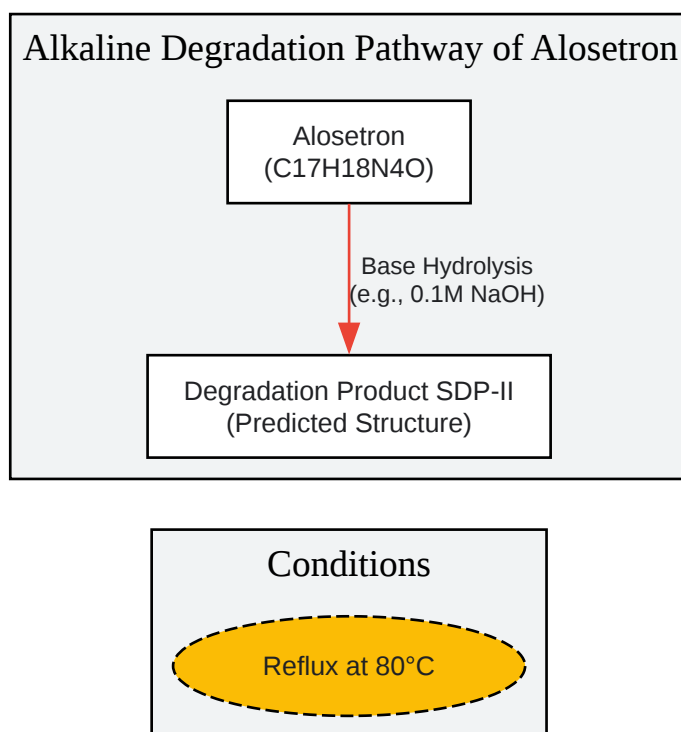 Alkaline Degradation Pathway of Alosetron
Alosetron
(C17H18N4O)
Base Hydrolysis
(e.g., 0.1M NaOH)
Degradation Product SDP-II
(Predicted Structure)
Conditions
Reflux at 80°C